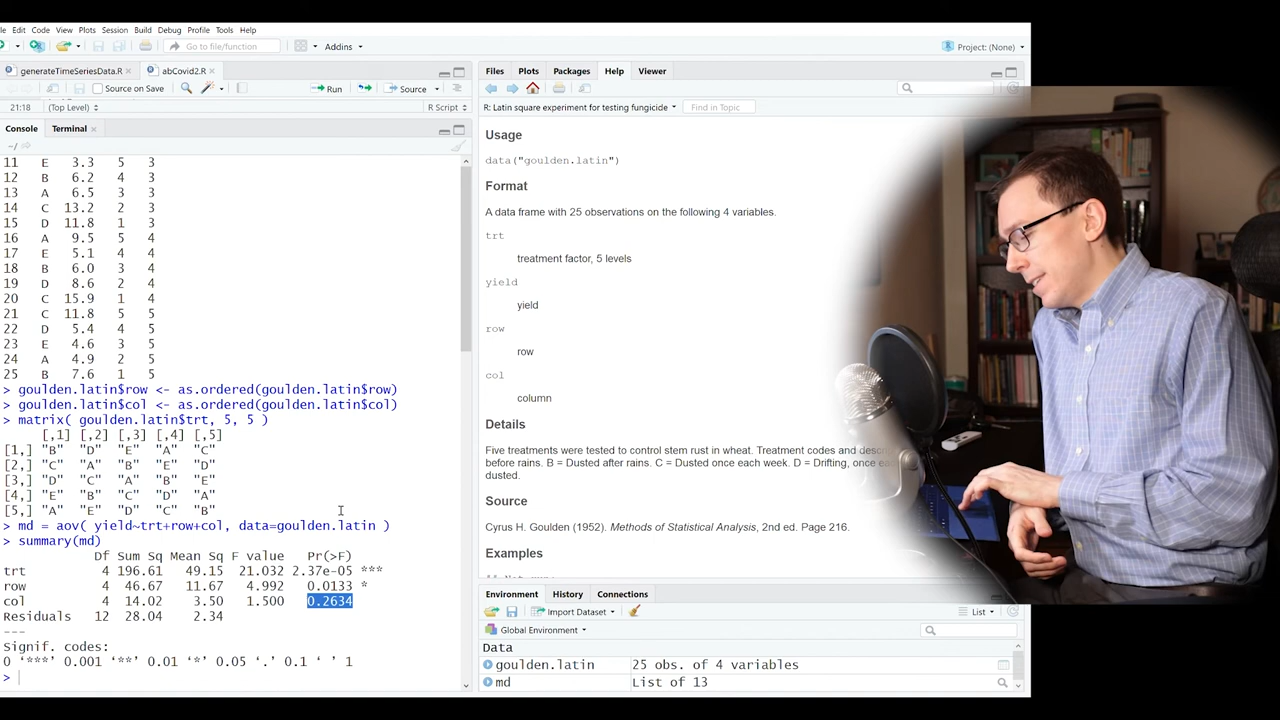 le Edit Code View Plots Session Build Debug Profile Tools Help
Go to file/function Addins Project: (None)
generateTimeSeriesData.R abCovid2.R
Source on Save Run Source
21:18 (Top Level) R Script
Console Terminal
~/
11 E 3.3 5 3
12 B 6.2 4 3
13 A 6.5 3 3
14 C 13.2 2 3
15 D 11.8 1 3
16 A 9.5 5 4
17 E 5.1 4 4
18 B 6.0 3 4
19 D 8.6 2 4
20 C 15.9 1 4
21 C 11.8 5 5
22 D 5.4 4 5
23 E 4.6 3 5
24 A 4.9 2 5
25 B 7.6 1 5
> goulden.latin$row <- as.ordered(goulden.latin$row)
> goulden.latin$col <- as.ordered(goulden.latin$col)
> matrix( goulden.latin$trt, 5, 5 )
[,1] [,2] [,3] [,4] [,5]
[1,] "B" "D" "E" "A" "C"
[2,] "C" "A" "B" "E" "D"
[3,] "D" "C" "A" "B" "E"
[4,] "E" "B" "C" "D" "A"
[5,] "A" "E" "D" "C" "B"
> md = aov( yield~trt+row+col, data=goulden.latin )
> summary(md)
Df Sum Sq Mean Sq F value Pr(>F)
trt 4 196.61 49.15 21.032 2.37e-05 ***
row 4 46.67 11.67 4.992 0.0133 *
col 4 14.02 3.50 1.500 0.2634
Residuals 12 28.04 2.34
---
Signif. codes:
0 ‘***’ 0.001 ‘**’ 0.01 ‘*’ 0.05 ‘.’ 0.1 ‘ ’ 1
>
Files Plots Packages Help Viewer
R: Latin square experiment for testing fungicide Find in Topic
Usage
data("goulden.latin")
Format
A data frame with 25 observations on the following 4 variables.
trt
treatment factor, 5 levels
yield
yield
row
row
col
column
Details
Five treatments were tested to control stem rust in wheat. Treatment codes and desc
before rains. B = Dusted after rains. C = Dusted once each week. D = Drifting, once ea
dusted.
Source
Cyrus H. Goulden (1952). Methods of Statistical Analysis, 2nd ed. Page 216.
Examples
Environment History Connections
Import Dataset List
Global Environment
Data
goulden.latin 25 obs. of 4 variables
md List of 13